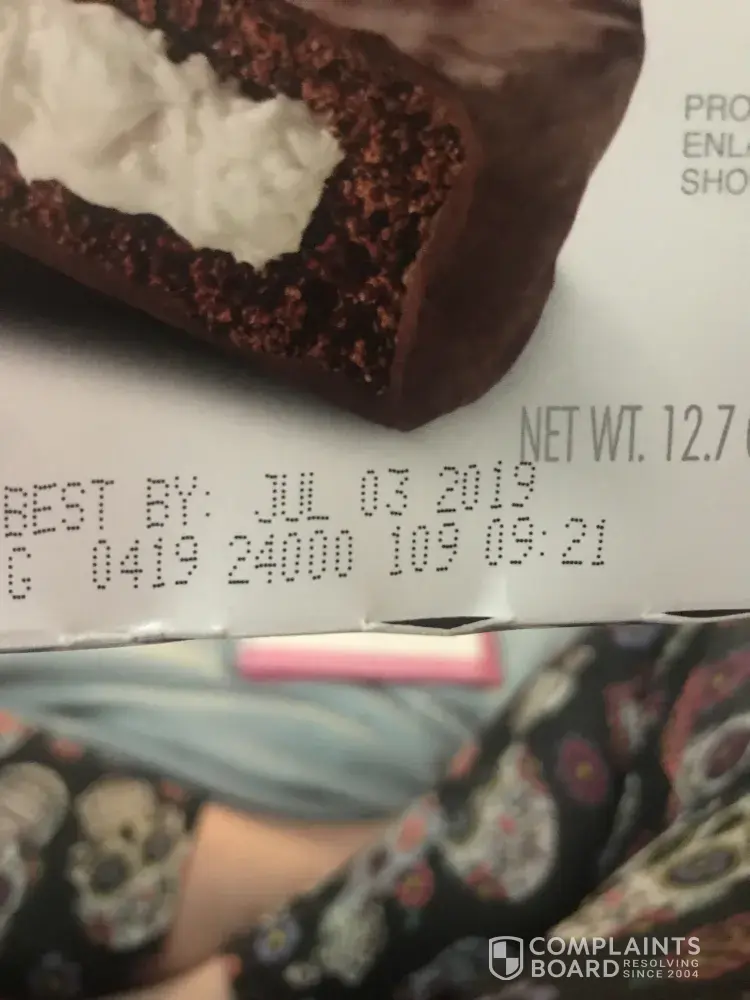 PRO
ENLA
SHO
NET WT. 12.7
BEST BY: JUL 03 2019
G 0419 24000 109 09:21
COMPLAINTS
BOARD RESOLVING
SINCE 2004